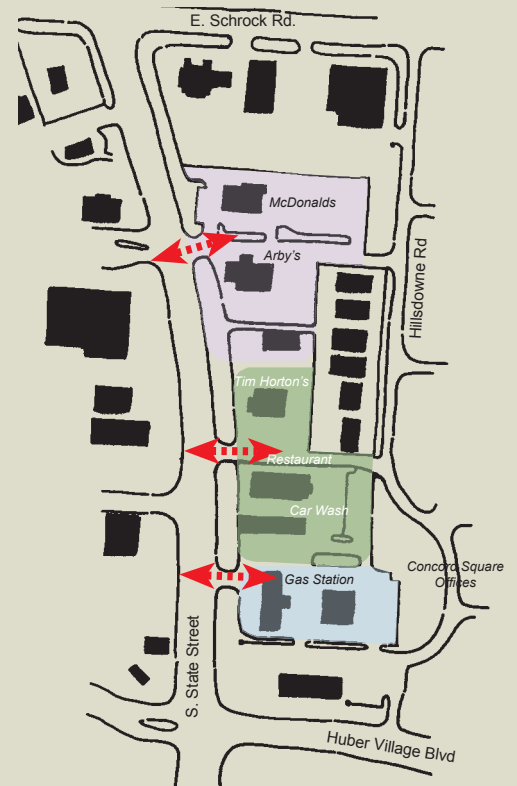 E. Schrock Rd.
McDonalds
Arby's
Hillsdowne Rd
Tim Horton's
Restaurant
Car Wash
Concord Square
Offices
Gas Station
S. State Street
Huber Village Blvd